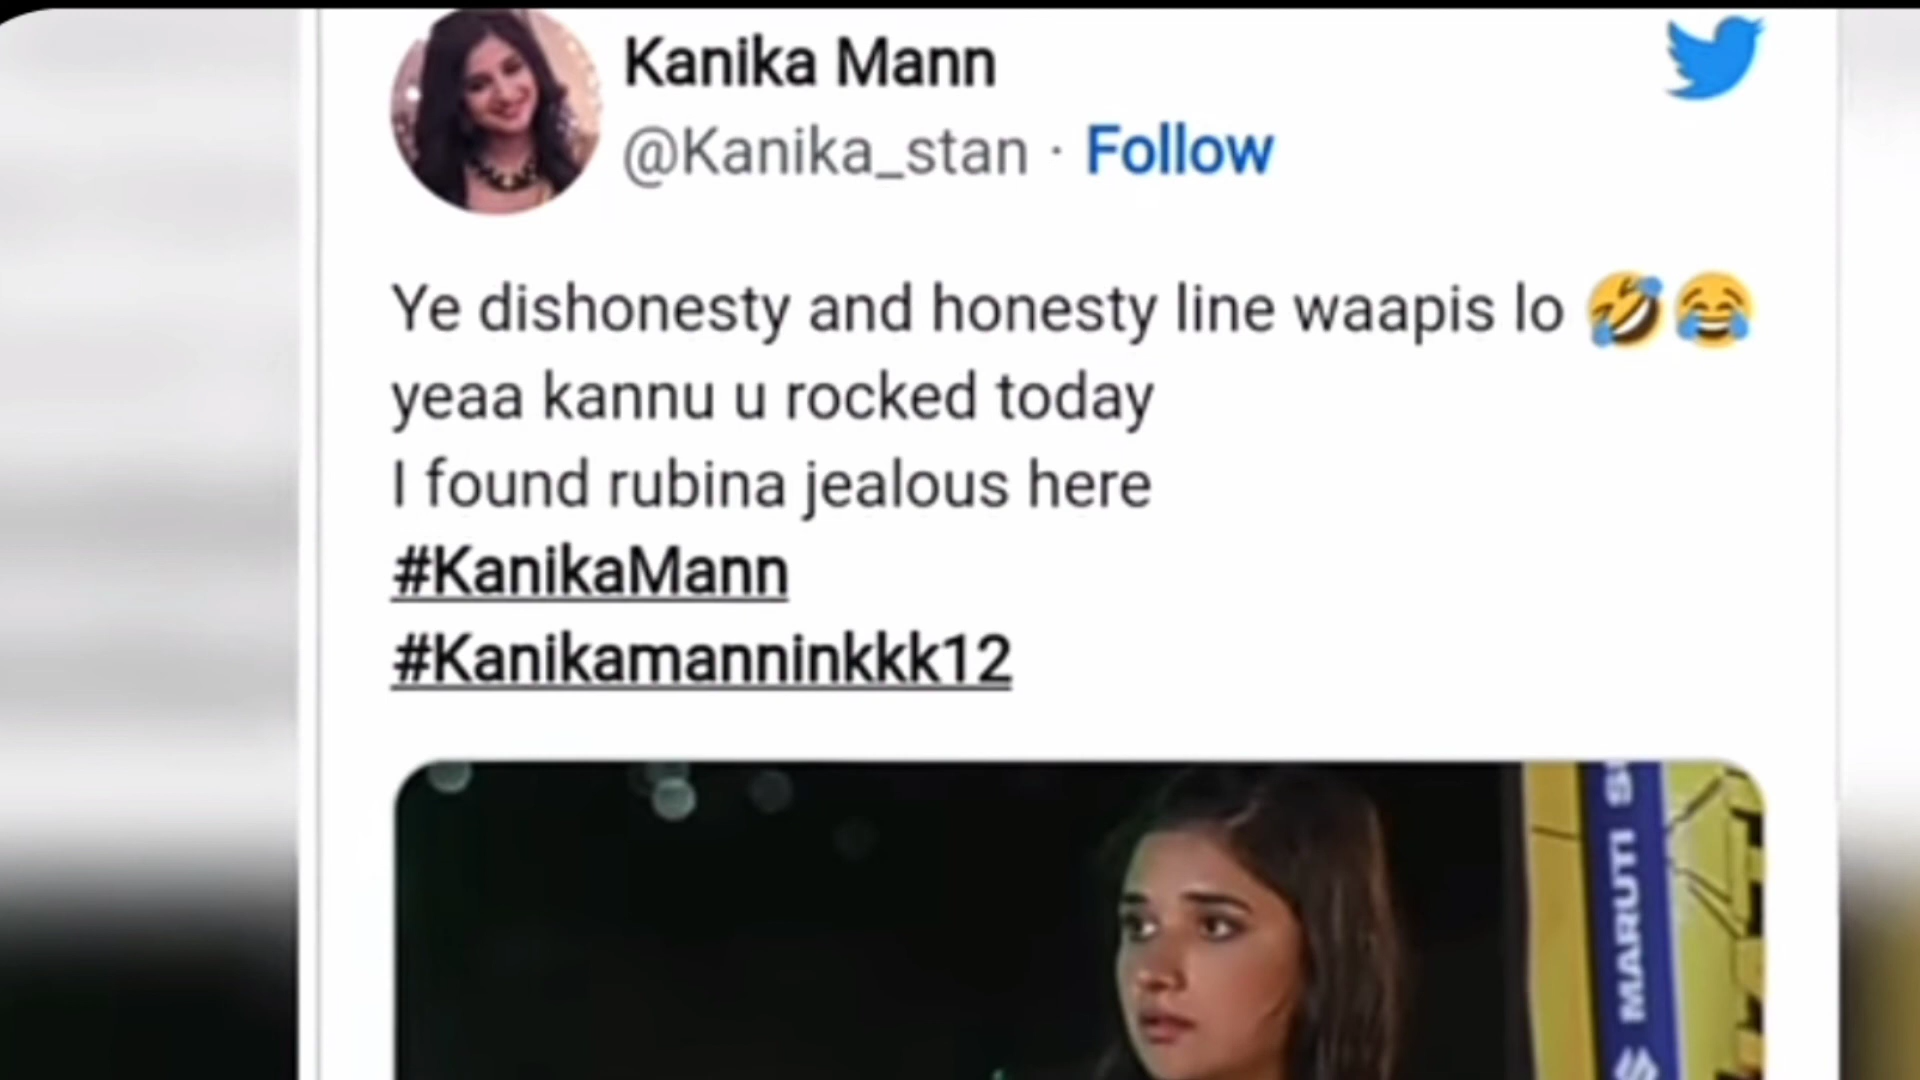 Kanika Mann
@Kanika_stan · Follow
Ye dishonesty and honesty line waapis lo 🤣😂
yeaa kannu u rocked today
I found rubina jealous here
#KanikaMann
#Kanikamanninkkk12
MARUTI S